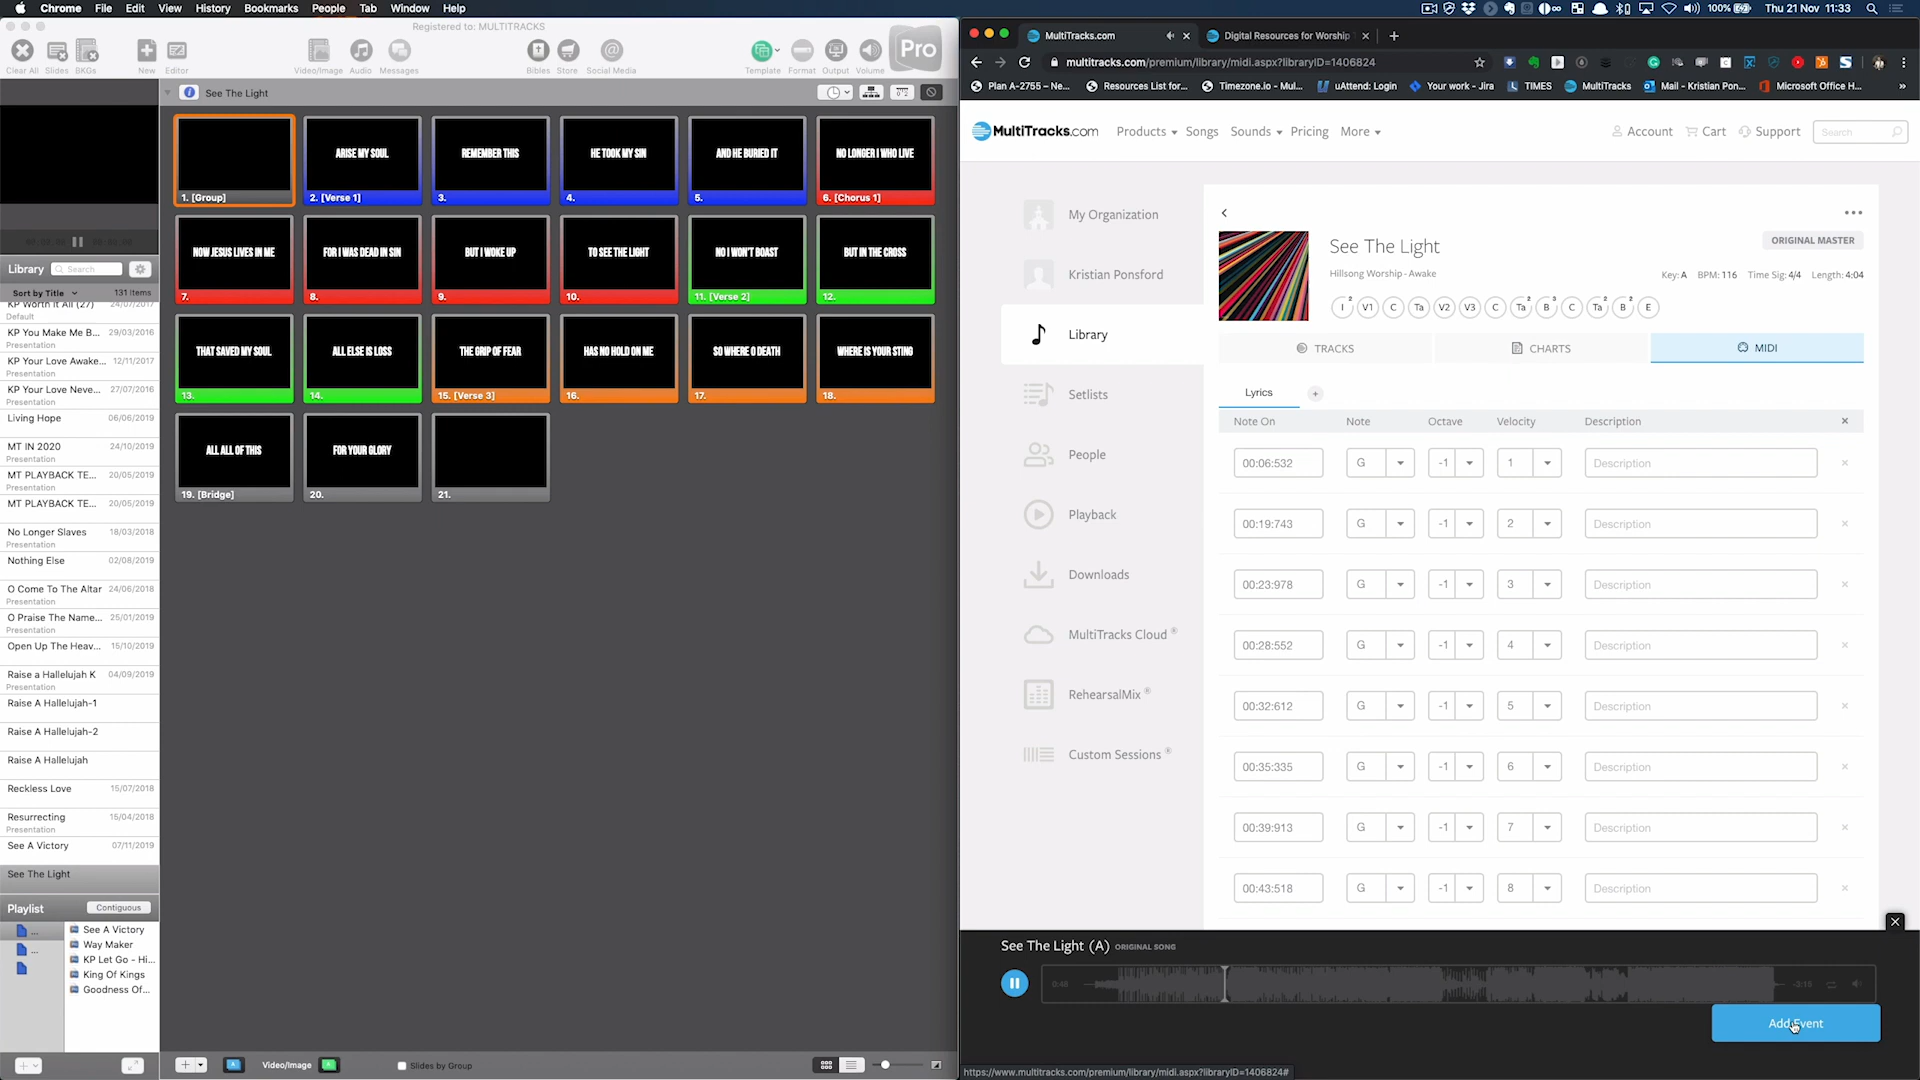 Chrome File Edit View History Bookmarks People Tab Window Help
100% Thu 21 Nov 11:33
Registered to: MULTITRACKS
Clear All Slides BKGs New Editor Video/Image Audio Messages Bibles Store Social Media Template Format Output Volume Pro
See The Light
ARISE MY SOUL
REMEMBER THIS
HE TOOK MY SIN
AND HE BURIED IT
NO LONGER I WHO LIVE
1. [Group]
2. [Verse 1]
3.
4.
5.
6. [Chorus 1]
NOW JESUS LIVES IN ME
FOR I WAS DEAD IN SIN
BUT I WOKE UP
TO SEE THE LIGHT
NO I WON'T BOAST
BUT IN THE CROSS
7.
8.
9.
10.
11. [Verse 2]
12.
THAT SAVED MY SOUL
ALL ELSE IS LOSS
THE GRIP OF FEAR
HAS NO HOLD ON ME
SO WHERE O DEATH
WHERE IS YOUR STING
13.
14.
15. [Verse 3]
16.
17.
18.
ALL ALL OF THIS
FOR YOUR GLORY
19. [Bridge]
20.
21.
Library Search
Sort by Title 131 items
KP Worth It All (27) 24/07/2017
Default
KP You Make Me B... 29/03/2016
Presentation
KP Your Love Awake... 12/11/2017
Presentation
KP Your Love Neve... 27/07/2016
Presentation
Living Hope 06/06/2019
MT IN 2020 24/10/2019
Presentation
MT PLAYBACK TE... 20/05/2019
Presentation
MT PLAYBACK TE... 20/05/2019
Presentation
No Longer Slaves 18/03/2018
Presentation
Nothing Else 02/08/2019
O Come To The Altar 24/06/2018
Presentation
O Praise The Name... 25/01/2019
Presentation
Open Up The Heav... 15/10/2019
Raise a Hallelujah K 04/09/2019
Presentation
Raise A Hallelujah-1
Raise A Hallelujah-2
Raise A Hallelujah
Reckless Love 15/07/2018
Resurrecting 15/04/2018
Presentation
See A Victory 07/11/2019
See The Light
Playlist Contiguous
See A Victory
Way Maker
KP Let Go - Hi...
King Of Kings
Goodness Of...
Video/Image
Slides by Group
MultiTracks.com
Digital Resources for Worship
multitracks.com/premium/library/midi.aspx?libraryID=1406824
Plan A-2755 – Ne... Resources List for... Timezone.io - Mul... uAttend: Login Your work - Jira TIMES MultiTracks Mail - Kristian Pon... Microsoft Office H... »
MultiTracks.com Products Songs Sounds Pricing More Account Cart Support Search
My Organization
Kristian Ponsford
Library
Setlists
People
Playback
Downloads
MultiTracks Cloud ®
RehearsalMix ®
Custom Sessions ®
ORIGINAL MASTER
See The Light
Hillsong Worship - Awake
Key: A BPM: 116 Time Sig: 4/4 Length: 4:04
I 2 V1 C Ta V2 V3 C Ta 2 B 3 C Ta 2 B 2 E
TRACKS CHARTS MIDI
Lyrics +
Note On Note Octave Velocity Description ×
00:06:532 G -1 1 Description ×
00:19:743 G -1 2 Description ×
00:23:978 G -1 3 Description ×
00:28:552 G -1 4 Description ×
00:32:612 G -1 5 Description ×
00:35:335 G -1 6 Description ×
00:39:913 G -1 7 Description ×
00:43:518 G -1 8 Description ×
See The Light (A) ORIGINAL SONG
0:48 -3:15
Add Event
https://www.multitracks.com/premium/library/midi.aspx?libraryID=1406824#